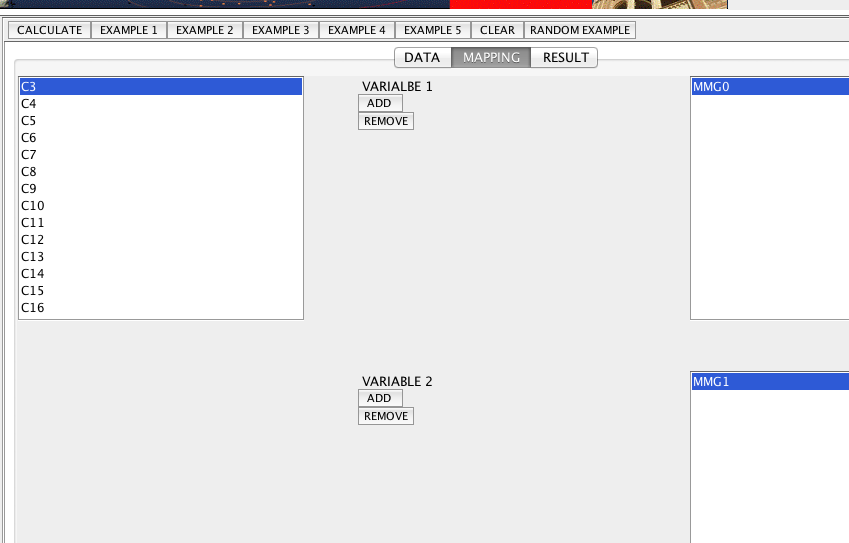 CALCULATE EXAMPLE 1 EXAMPLE 2 EXAMPLE 3 EXAMPLE 4 EXAMPLE 5 CLEAR RANDOM EXAMPLE
DATA MAPPING RESULT
C3
C4
C5
C6
C7
C8
C9
C10
C11
C12
C13
C14
C15
C16
VARIALBE 1
ADD
REMOVE
MMG0
VARIABLE 2
ADD
REMOVE
MMG1